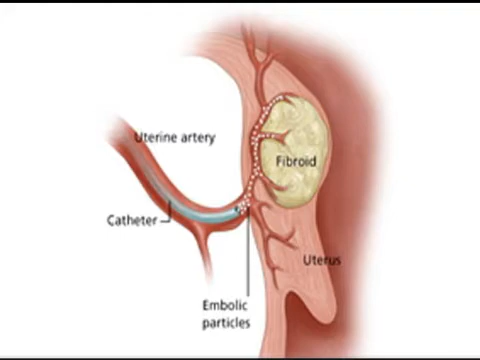 Uterine artery
Fibroid
Catheter
Uterus
Embolic
particles